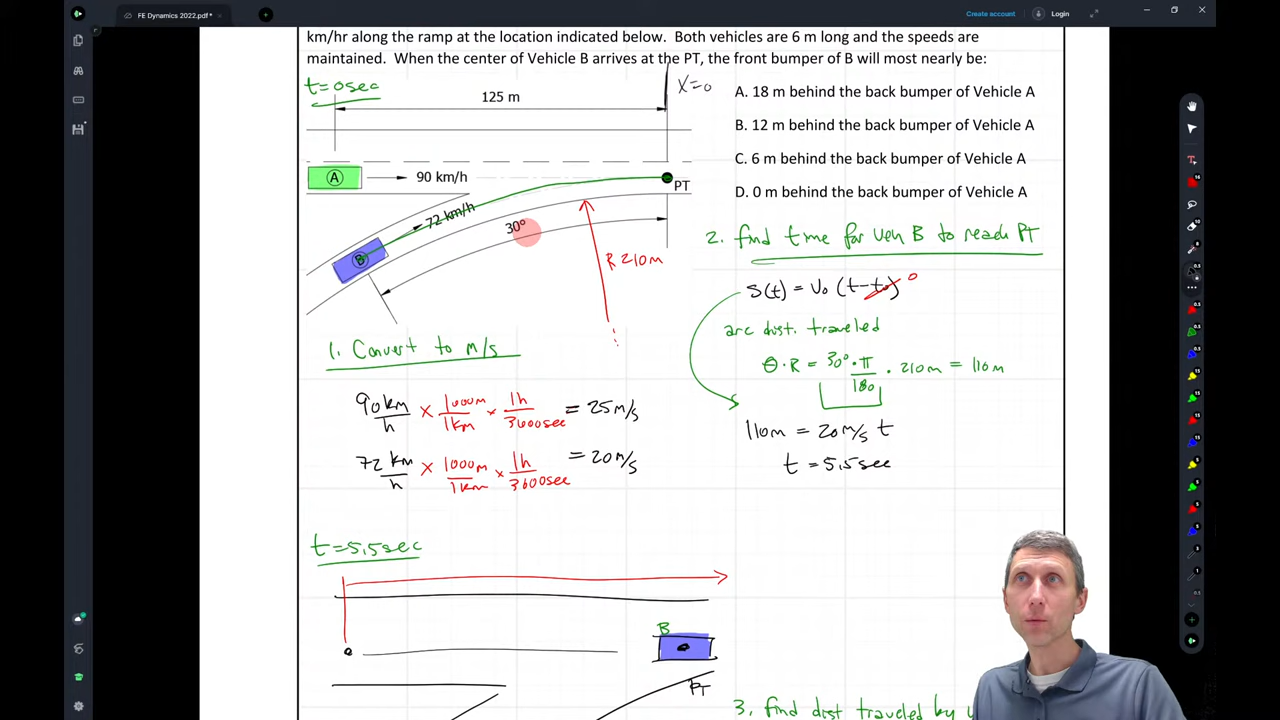 FE Dynamics 2022.pdf*
Create account
Login
km/hr along the ramp at the location indicated below. Both vehicles are 6 m long and the speeds are
maintained. When the center of Vehicle B arrives at the PT, the front bumper of B will most nearly be:
t=0sec
125 m
X=0
A
90 km/h
PT
72 km/h
30°
B
R 210m
A. 18 m behind the back bumper of Vehicle A
B. 12 m behind the back bumper of Vehicle A
C. 6 m behind the back bumper of Vehicle A
D. 0 m behind the back bumper of Vehicle A
2. find time for veh B to reach PT
s(t) = v₀ (t-t₀) 0
arc dist. traveled
θ·R = 30°·π/180 · 210m = 110m
110m = 20m/s t
t = 5.5sec
1. Convert to m/s
90km/h × 1000m/1km × 1h/3600sec = 25m/s
72 km/h × 1000m/1km × 1h/3600sec = 20m/s
t=5.5sec
B
PT
3. find dist traveled by